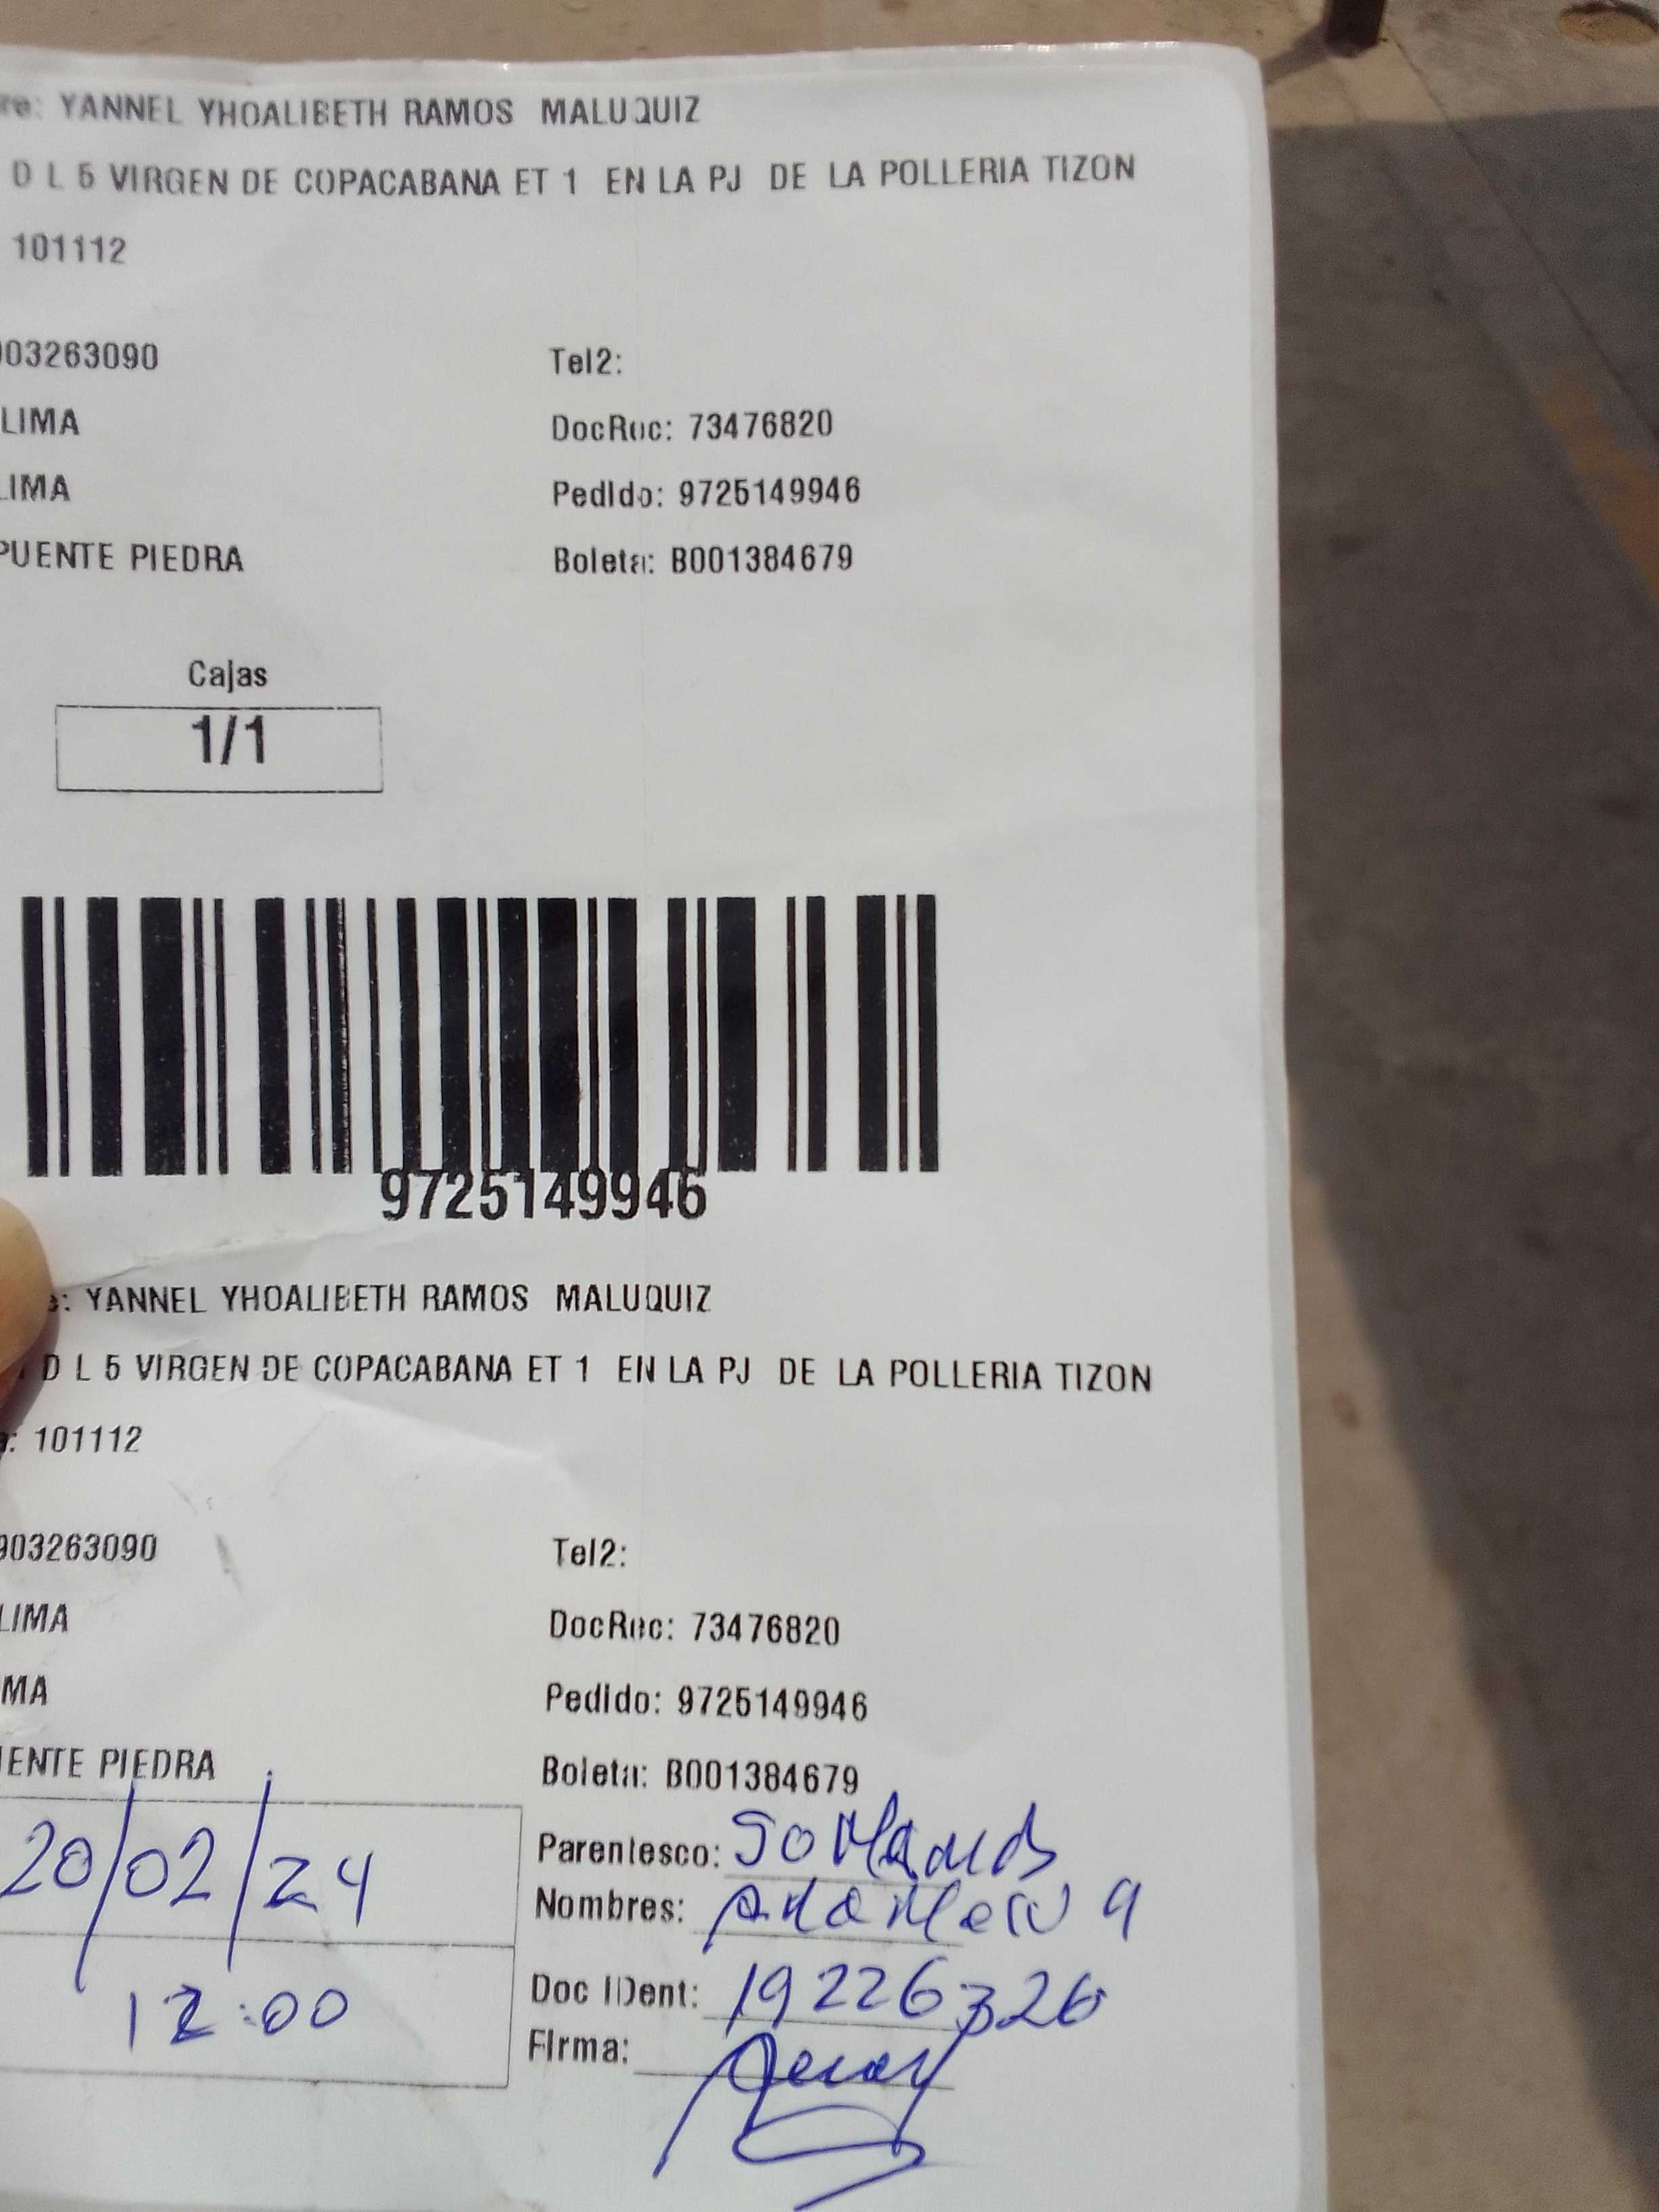 re: YANNEL YHOALIBETH RAMOS MALUQUIZ
D L 5 VIRGEN DE COPACABANA ET 1 EN LA PJ DE LA POLLERIA TIZON
101112
903263090 Tel2:
LIMA DocRec: 73476820
LIMA Pedido: 9725149946
PUENTE PIEDRA Boleta: B001384679
Cajas
1/1
9725149946
e: YANNEL YHOALIBETH RAMOS MALUQUIZ
D L 5 VIRGEN DE COPACABANA ET 1 EN LA PJ DE LA POLLERIA TIZON
a: 101112
903263090 Tel2:
LIMA DocRec: 73476820
MA Pedido: 9725149946
ENTE PIEDRA Boleta: B001384679
20/02/24 Parentesco:
Nombres:
12:00 Doc IDent: 19226326
Firma: